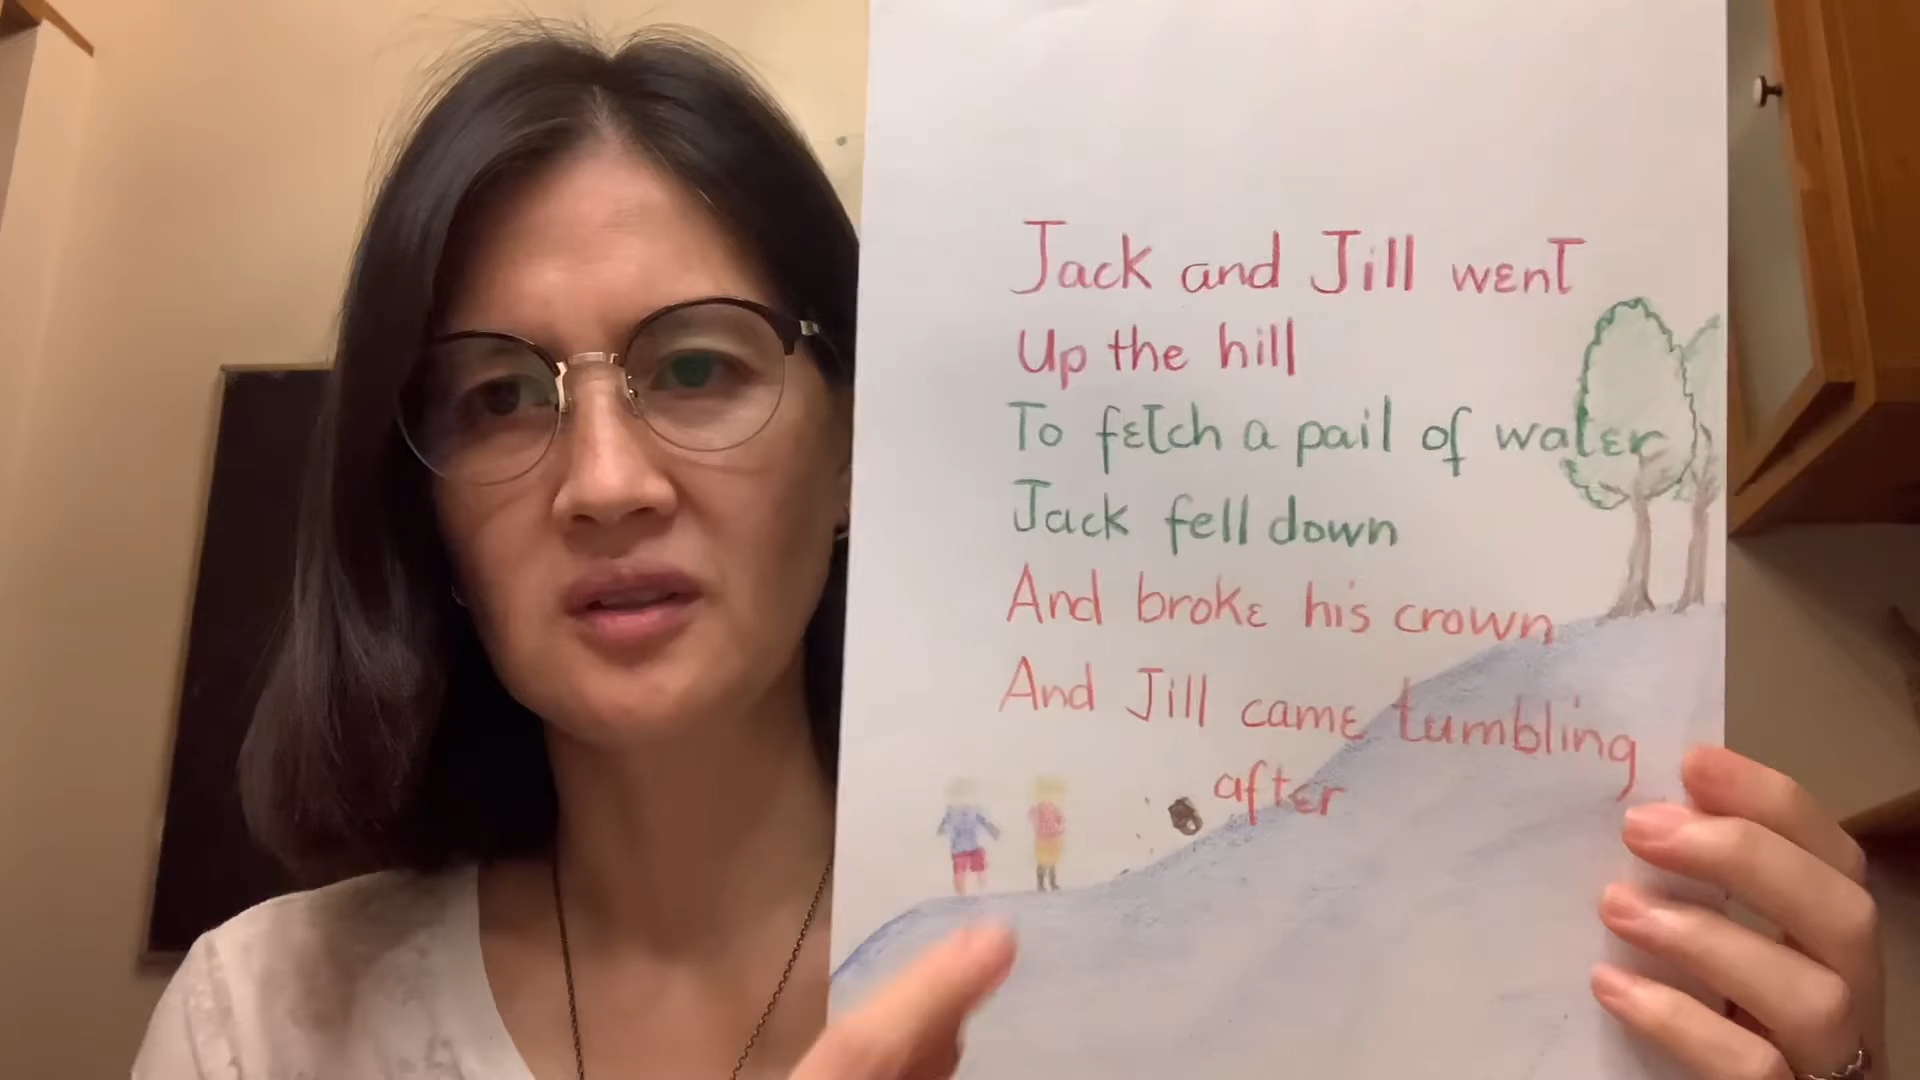 Jack and Jill went
Up the hill
To fetch a pail of water
Jack fell down
And broke his crown
And Jill came tumbling
after